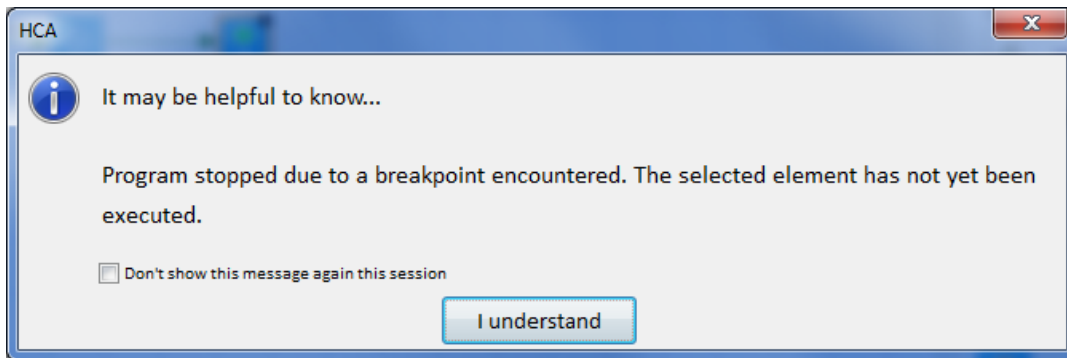 HCA
It may be helpful to know...
Program stopped due to a breakpoint encountered. The selected element has not yet been
executed.
Don't show this message again this session
I understand